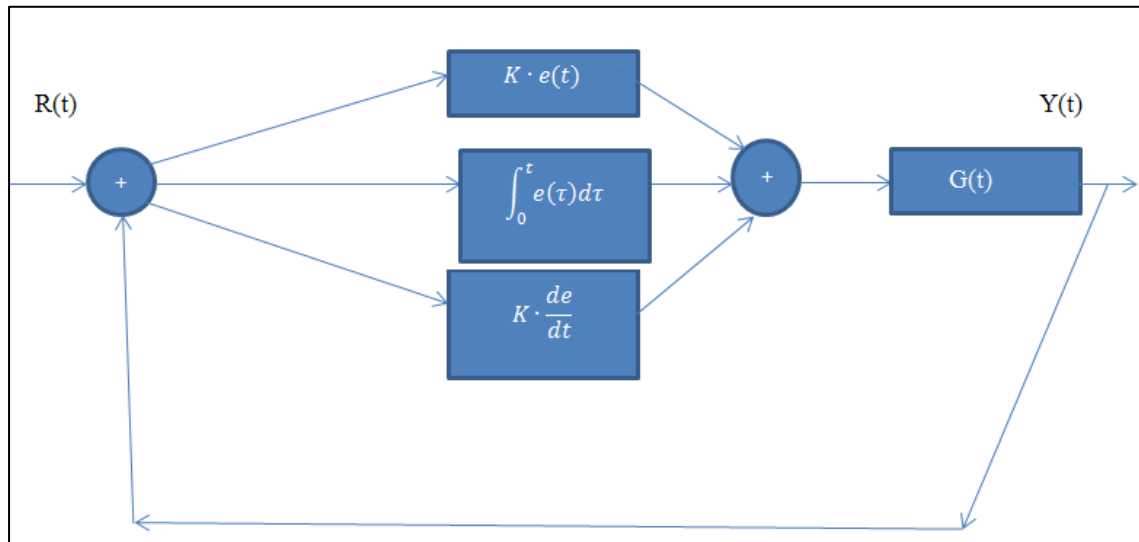 K · e(t)
R(t)
Y(t)
+
∫₀ᵗ e(τ)dτ
+
G(t)
K · de/dt